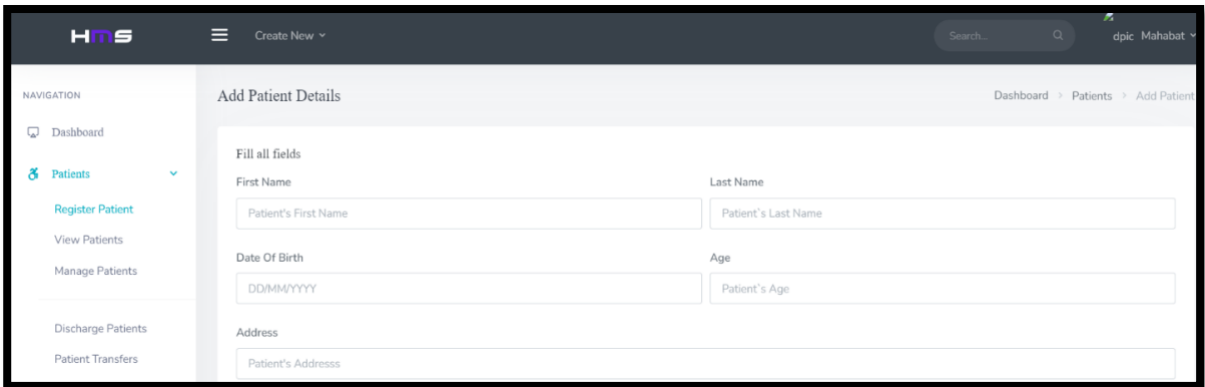 HMS
Create New
Search...
dpic Mahabat
NAVIGATION
Dashboard
Patients
Register Patient
View Patients
Manage Patients
Discharge Patients
Patient Transfers
Add Patient Details
Dashboard > Patients > Add Patient
Fill all fields
First Name
Last Name
Patient's First Name
Patient`s Last Name
Date Of Birth
Age
DD/MM/YYYY
Patient`s Age
Address
Patient's Addresss